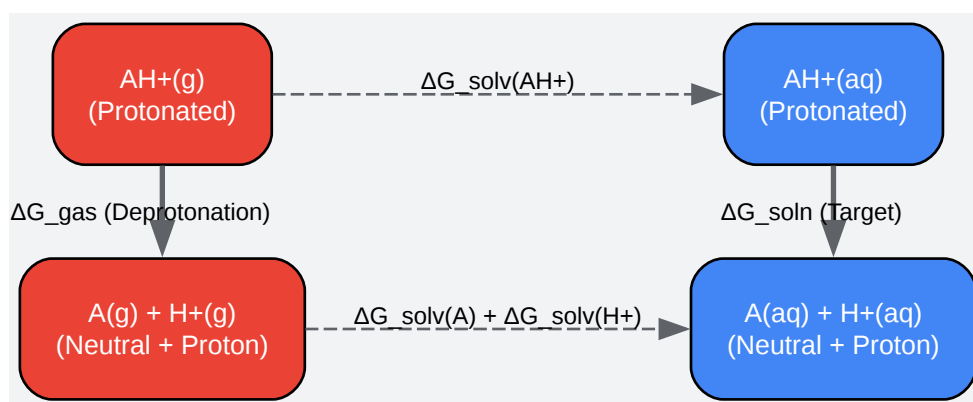 AH+(g)
(Protonated)
ΔG_solv(AH+)
AH+(aq)
(Protonated)
ΔG_gas (Deprotonation)
ΔG_soln (Target)
A(g) + H+(g)
(Neutral + Proton)
ΔG_solv(A) + ΔG_solv(H+)
A(aq) + H+(aq)
(Neutral + Proton)